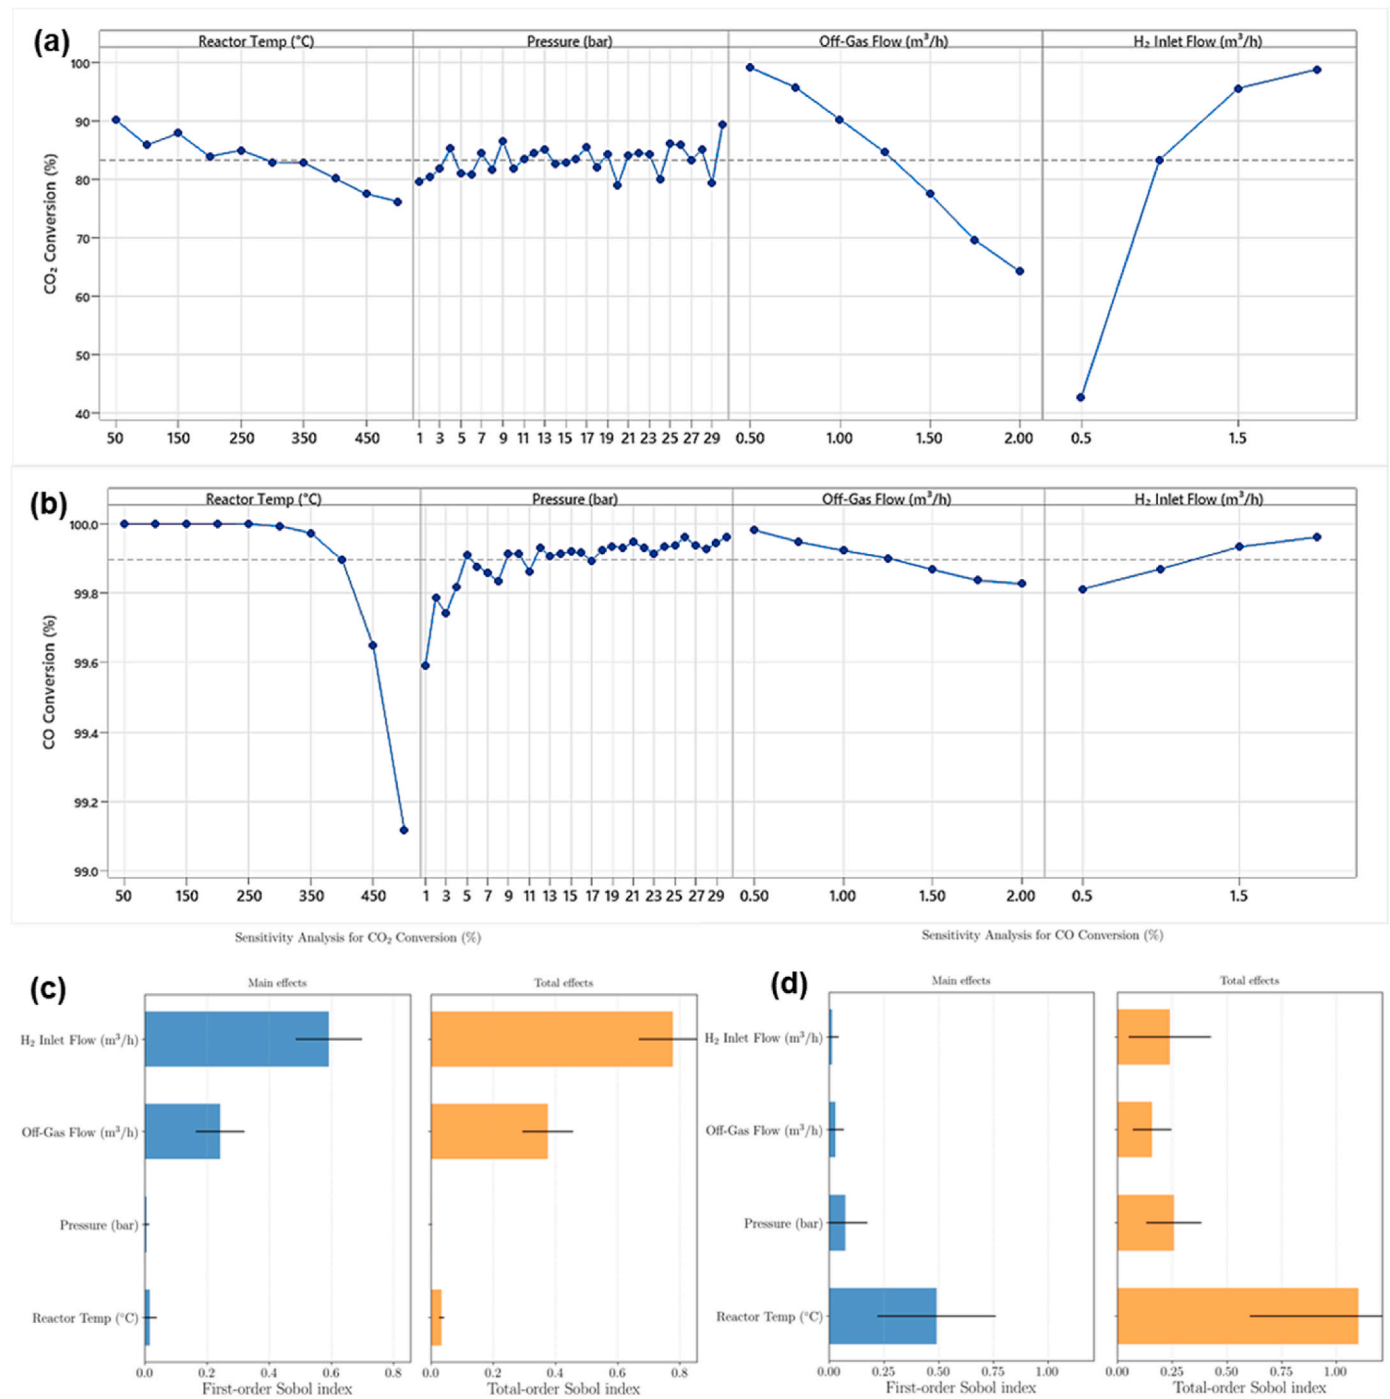 (a)
Reactor Temp (°C) Pressure (bar) Off-Gas Flow (m³/h) H₂ Inlet Flow (m³/h)
CO₂ Conversion (%)
100
90
80
70
60
50
40
50 150 250 350 450 1 3 5 7 9 11 13 15 17 19 21 23 25 27 29 0.50 1.00 1.50 2.00 0.5 1.5
(b)
Reactor Temp (°C) Pressure (bar) Off-Gas Flow (m³/h) H₂ Inlet Flow (m³/h)
CO Conversion (%)
100.0
99.8
99.6
99.4
99.2
99.0
50 150 250 350 450 1 3 5 7 9 11 13 15 17 19 21 23 25 27 29 0.50 1.00 1.50 2.00 0.5 1.5
Sensitivity Analysis for CO₂ Conversion (%)
(c)
Main effects Total effects
H₂ Inlet Flow (m³/h)
Off-Gas Flow (m³/h)
Pressure (bar)
Reactor Temp (°C)
0.0 0.2 0.4 0.6 0.8 0.0 0.2 0.4 0.6 0.8
First-order Sobol index Total-order Sobol index
Sensitivity Analysis for CO Conversion (%)
(d)
Main effects Total effects
H₂ Inlet Flow (m³/h)
Off-Gas Flow (m³/h)
Pressure (bar)
Reactor Temp (°C)
0.00 0.25 0.50 0.75 1.00 0.00 0.25 0.50 0.75 1.00
First-order Sobol index Total-order Sobol index